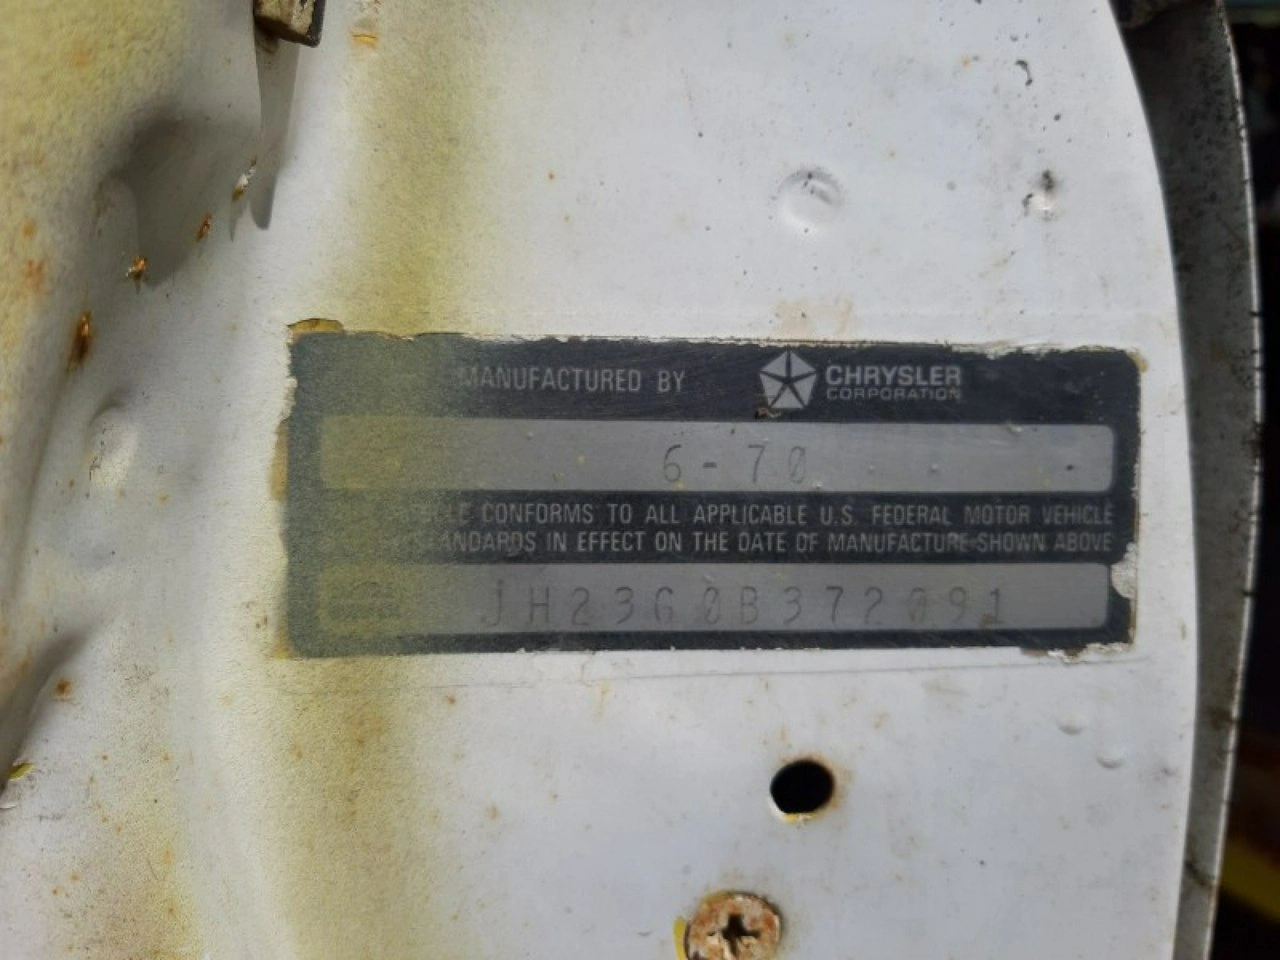 MANUFACTURED BY CHRYSLER CORPORATION
6-70
CONFORMS TO ALL APPLICABLE U.S. FEDERAL MOTOR VEHICLE
STANDARDS IN EFFECT ON THE DATE OF MANUFACTURE SHOWN ABOVE
JH23G0B372091